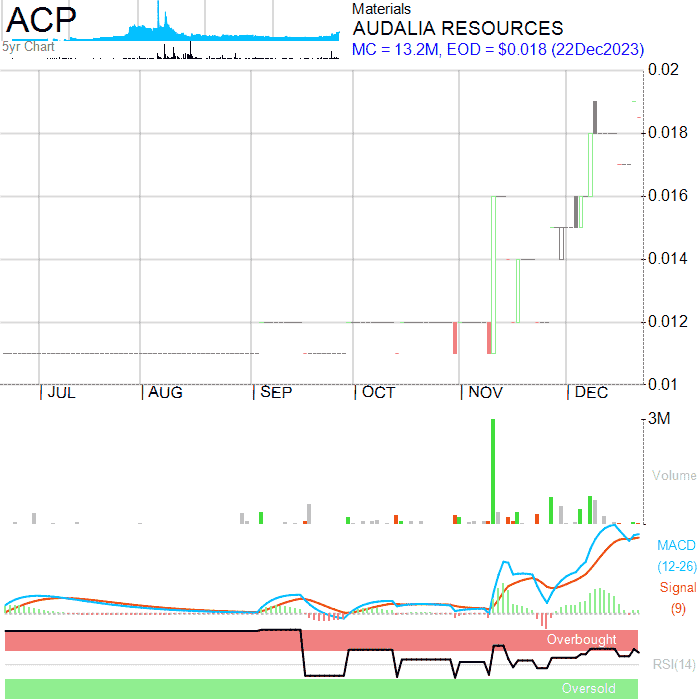 ACP
5yr Chart
Materials
AUDALIA RESOURCES
MC = 13.2M, EOD = $0.018 (22Dec2023)
0.02
0.018
0.016
0.014
0.012
0.01
JUL AUG SEP OCT NOV DEC
3M
Volume
MACD
(12-26)
Signal
(9)
Overbought
RSI(14)
Oversold